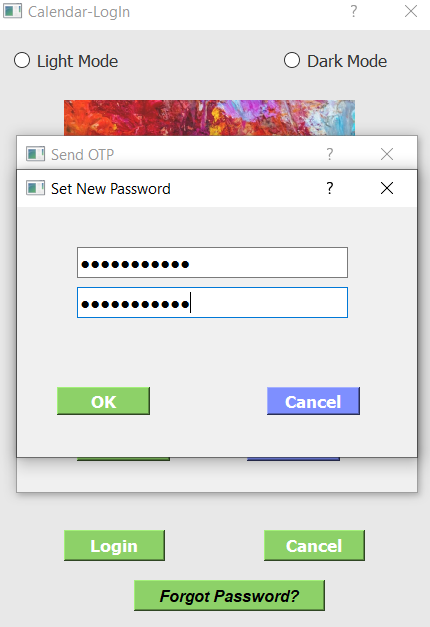 Calendar-LogIn ?
Light Mode Dark Mode
Send OTP ?
Set New Password ?
●●●●●●●●●●●
●●●●●●●●●●●
OK Cancel
Login Cancel
Forgot Password?